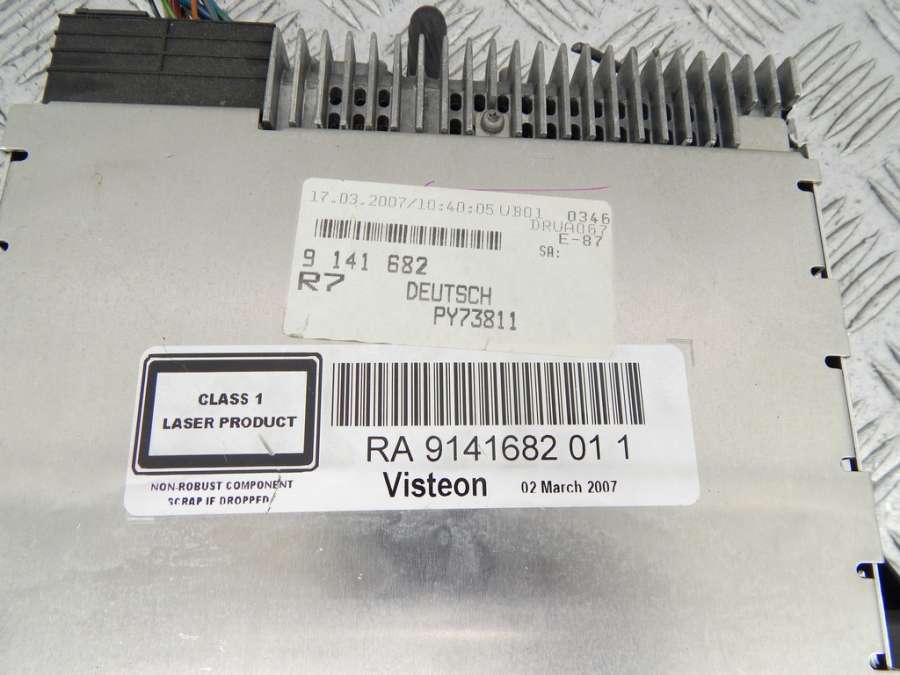 17.03.2007/10:40:05 UB01 0346
DRUA067
E-87
SA:
9 141 682
R7
DEUTSCH
PY73811
CLASS 1
LASER PRODUCT
NON-ROBUST COMPONENT
SCRAP IF DROPPED
RA 9141682 01 1
Visteon 02 March 2007